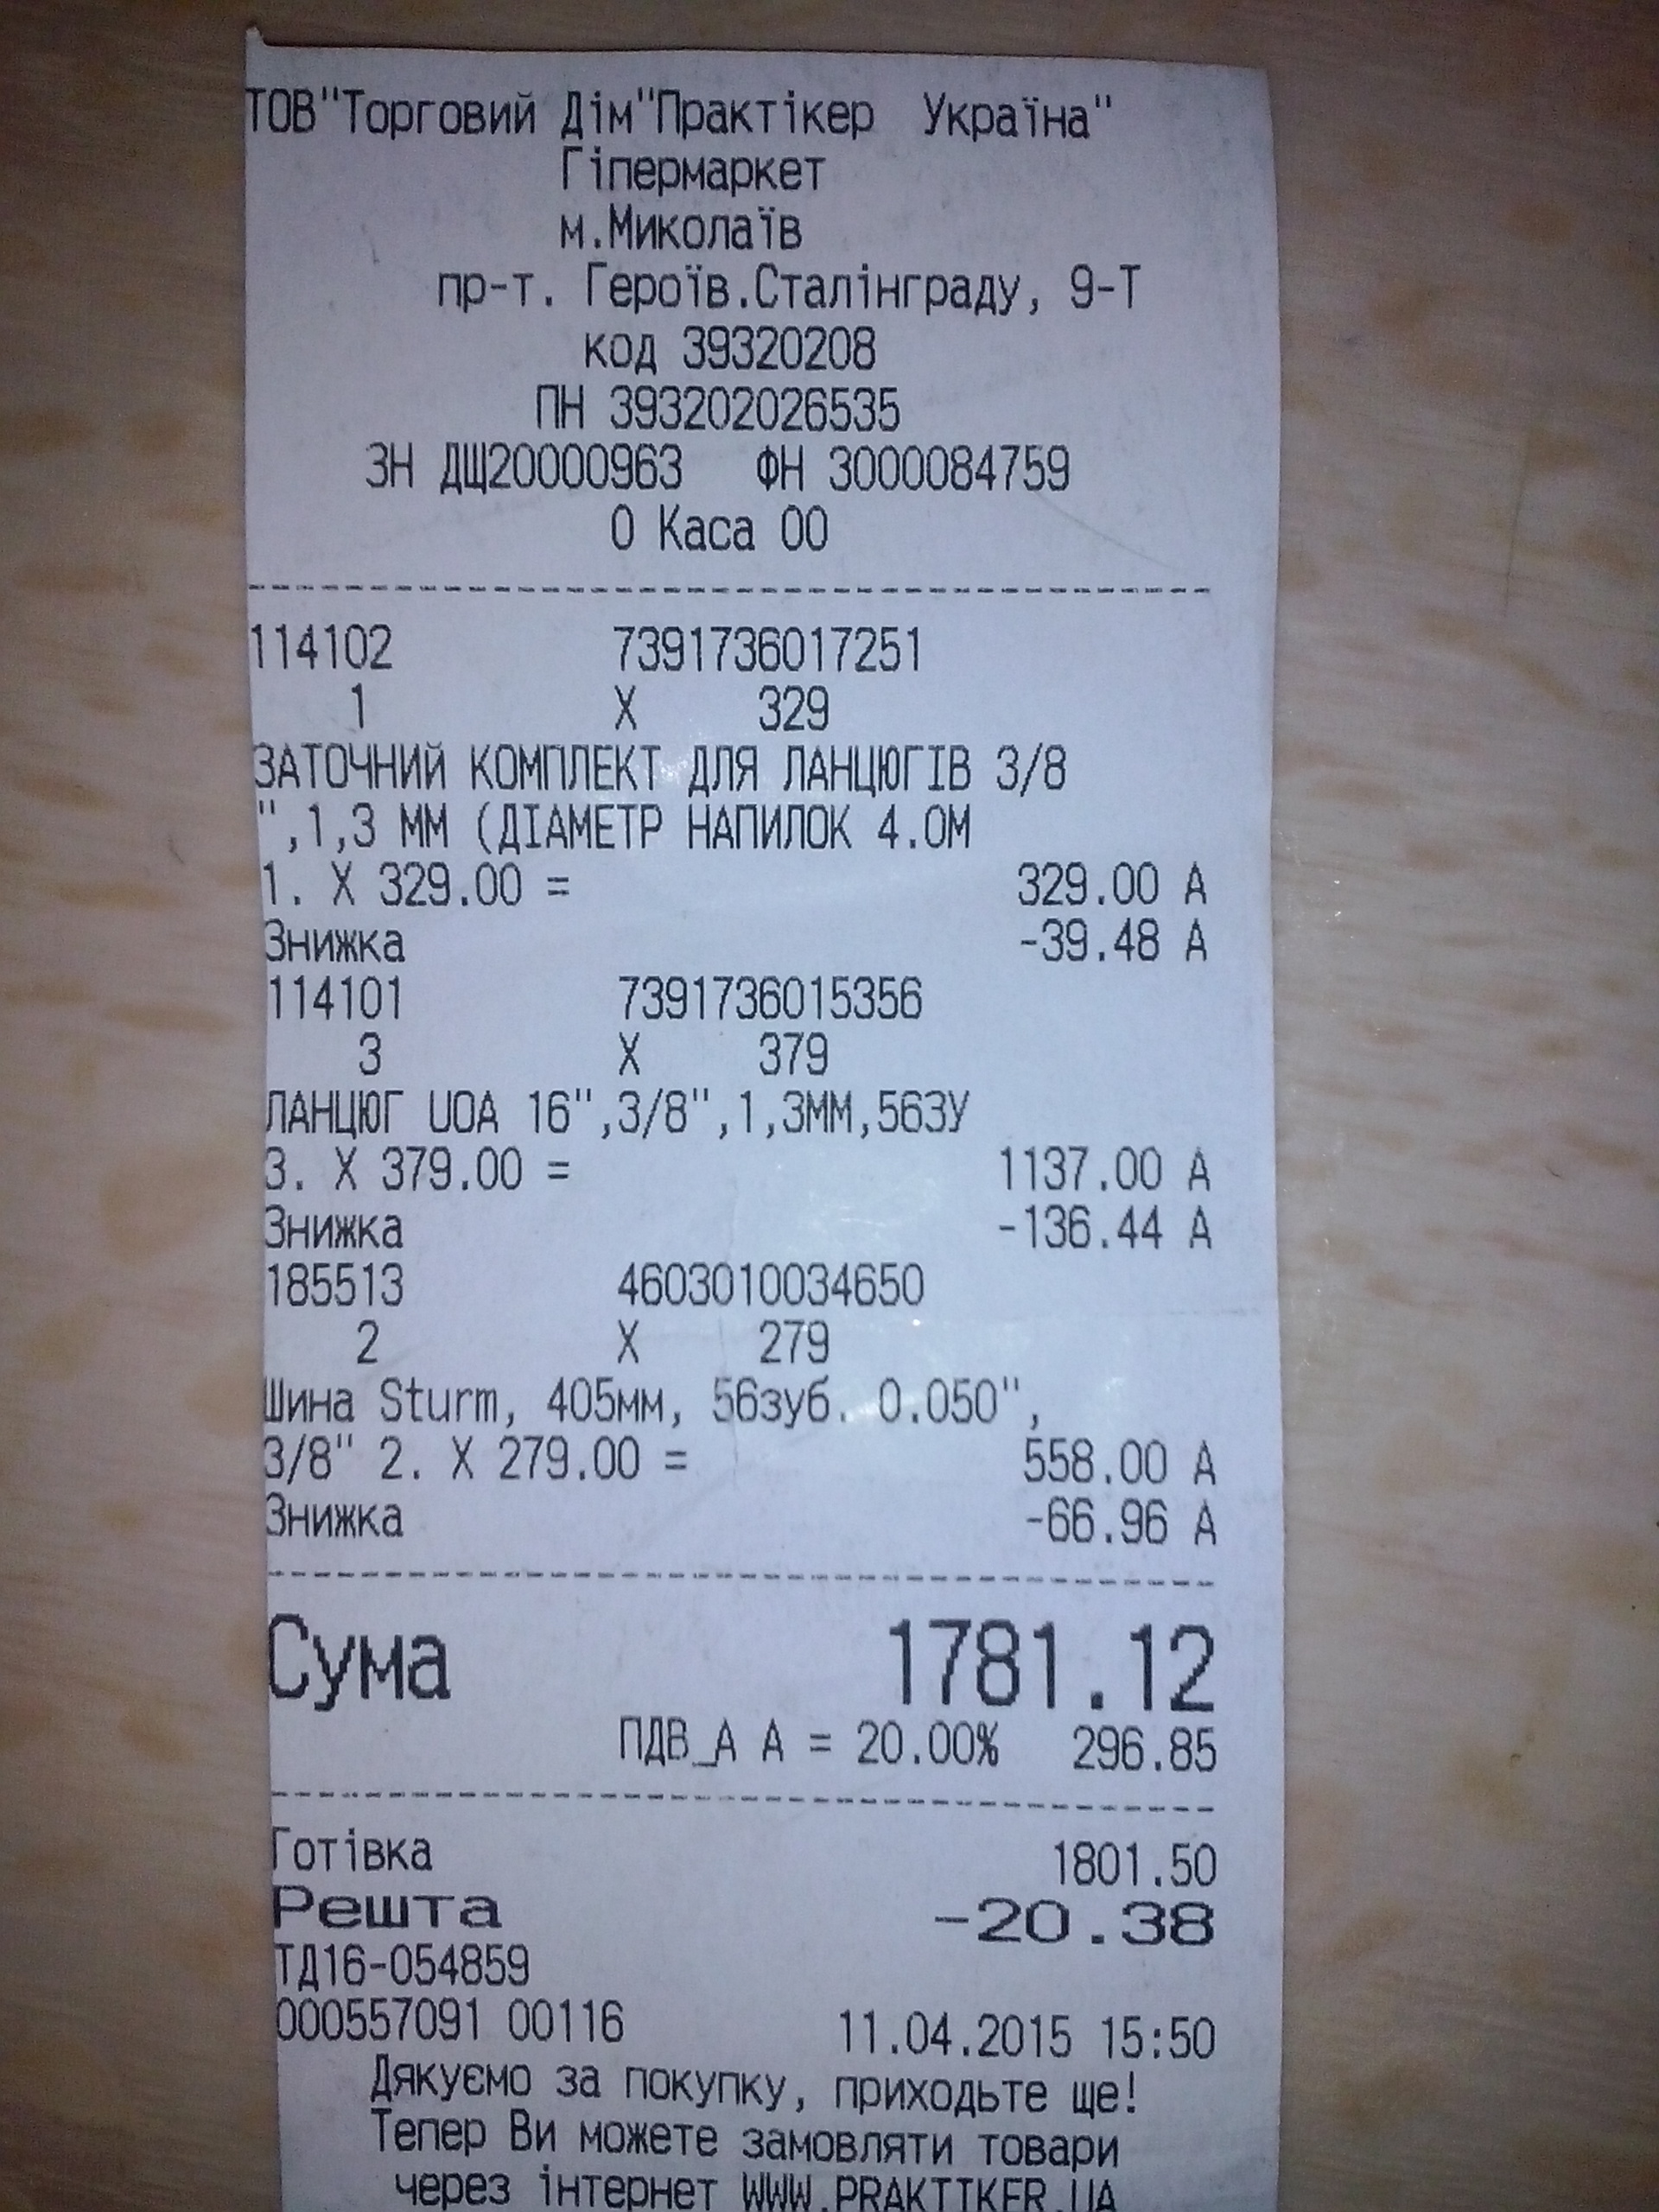 ТОВ"Торговий Дім"Практікер Україна"
Гіпермаркет
м.Миколаїв
пр-т. Героїв.Сталінграду, 9-Т
код 39320208
ПН 393202026535
ЗН ДЩ20000963 ФН 3000084759
0 Каса 00
114102 7391736017251
1 X 329
ЗАТОЧНИЙ КОМПЛЕКТ ДЛЯ ЛАНЦЮГІВ 3/8
",1,3 ММ (ДІАМЕТР НАПИЛОК 4.0М
1. X 329.00 = 329.00 А
Знижка -39.48 А
114101 7391736015356
3 X 379
ЛАНЦЮГ UOA 16",3/8",1,3ММ,56ЗУ
3. X 379.00 = 1137.00 А
Знижка -136.44 А
185513 4603010034650
2 X 279
Шина Sturm, 405мм, 56зуб. 0.050",
3/8" 2. X 279.00 = 558.00 А
Знижка -66.96 А
Сума 1781.12
ПДВ_А А = 20.00% 296.85
Готівка 1801.50
Решта -20.38
ТД16-054859
000557091 00116 11.04.2015 15:50
Дякуємо за покупку, приходьте ще!
Тепер Ви можете замовляти товари
через інтернет WWW.PRAKTIKER.UA